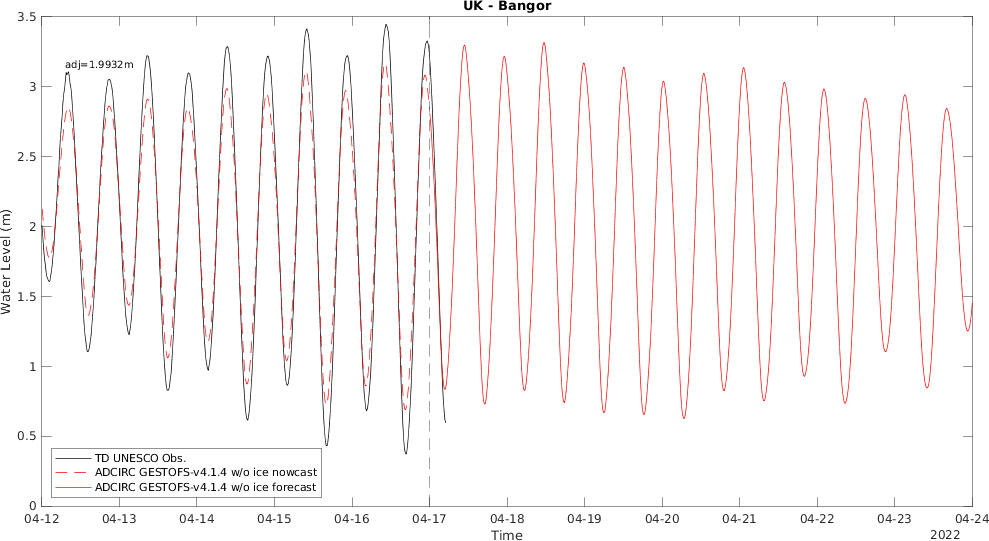 UK - Bangor
adj=1.9932m
3.5
3
2.5
2
1.5
1
0.5
0
Water Level (m)
TD UNESCO Obs.
ADCIRC GESTOFS-v4.1.4 w/o ice nowcast
ADCIRC GESTOFS-v4.1.4 w/o ice forecast
04-12 04-13 04-14 04-15 04-16 04-17 04-18 04-19 04-20 04-21 04-22 04-23 04-24
Time
2022